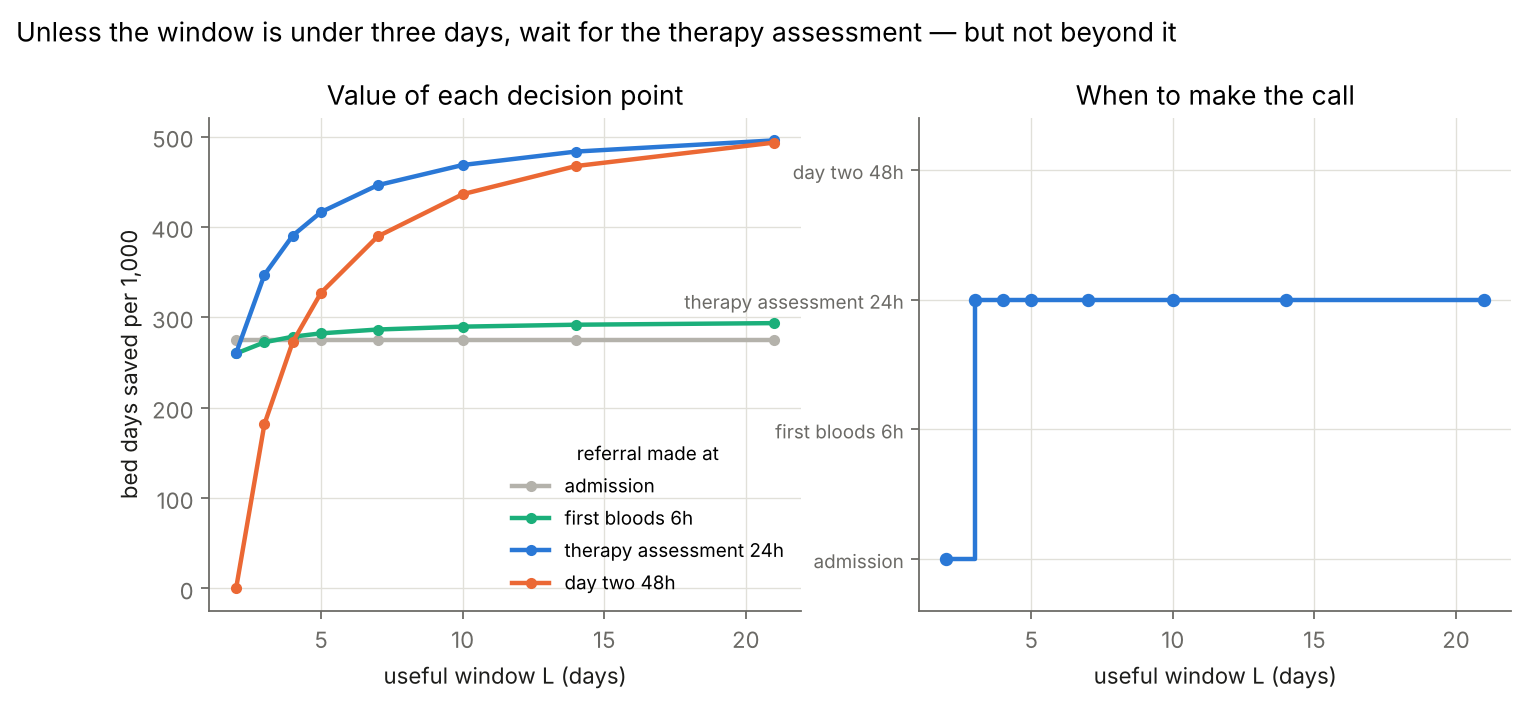 Unless the window is under three days, wait for the therapy assessment — but not beyond it
Value of each decision point
500
400
300
200
100
0
bed days saved per 1,000
5
10
15
20
useful window L (days)
referral made at
admission
first bloods 6h
therapy assessment 24h
day two 48h
When to make the call
day two 48h
therapy assessment 24h
first bloods 6h
admission
5
10
15
20
useful window L (days)